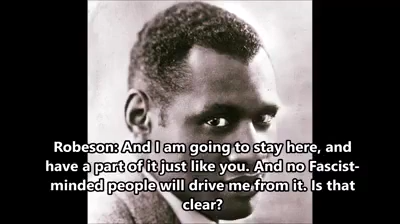 Robeson: And I am going to stay here, and
have a part of it just like you. And no Fascist-
minded people will drive me from it. Is that
clear?